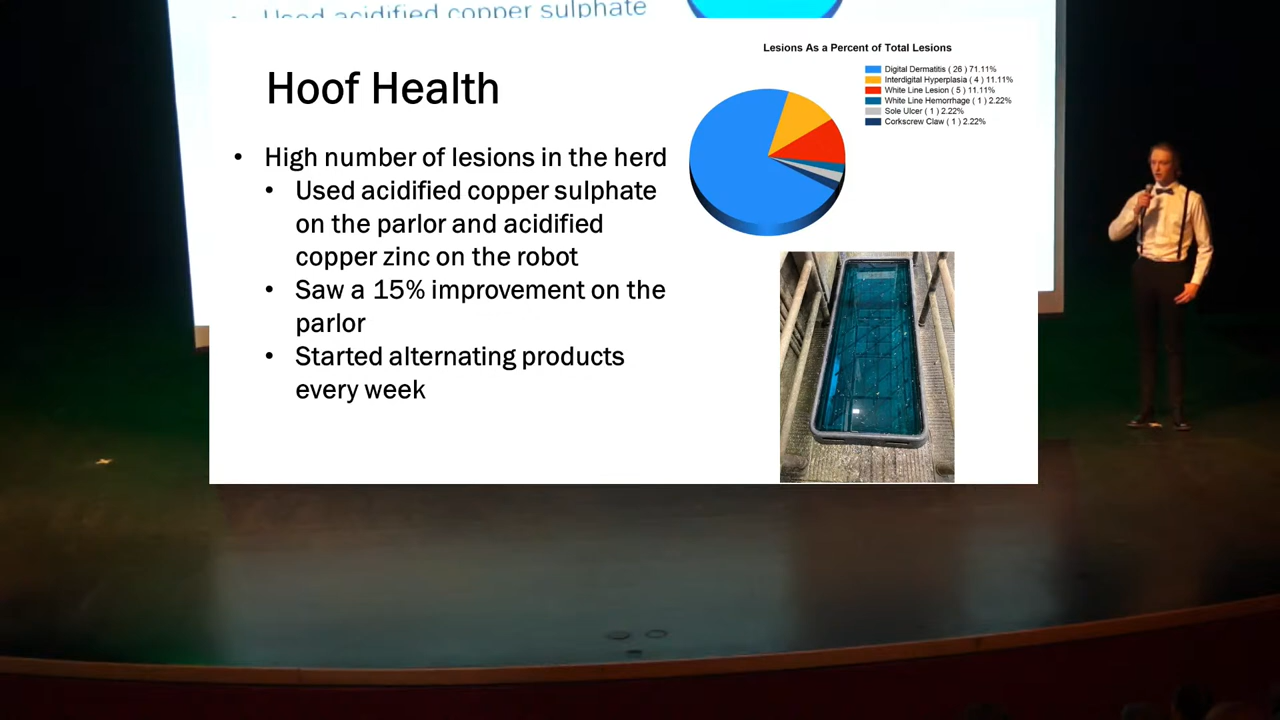 Used acidified copper sulphate
Hoof Health
• High number of lesions in the herd
• Used acidified copper sulphate
on the parlor and acidified
copper zinc on the robot
• Saw a 15% improvement on the
parlor
• Started alternating products
every week
Lesions As a Percent of Total Lesions
Digital Dermatitis ( 26 ) 71.11%
Interdigital Hyperplasia ( 4 ) 11.11%
White Line Lesion ( 5 ) 11.11%
White Line Hemorrhage ( 1 ) 2.22%
Sole Ulcer ( 1 ) 2.22%
Corkscrew Claw ( 1 ) 2.22%